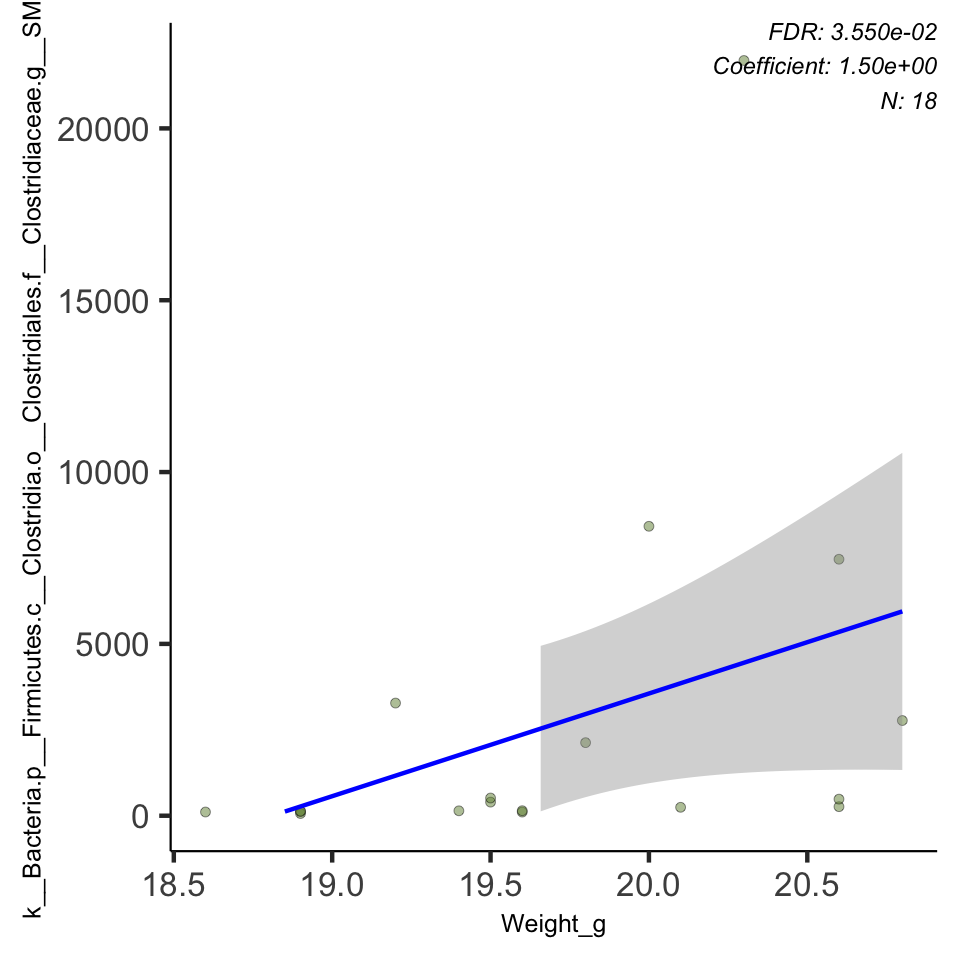 FDR: 3.550e-02
Coefficient: 1.50e+00
N: 18
k__Bacteria.p__Firmicutes.c__Clostridia.o__Clostridiales.f__Clostridiaceae.g__SM
20000
15000
10000
5000
0
18.5 19.0 19.5 20.0 20.5
Weight_g